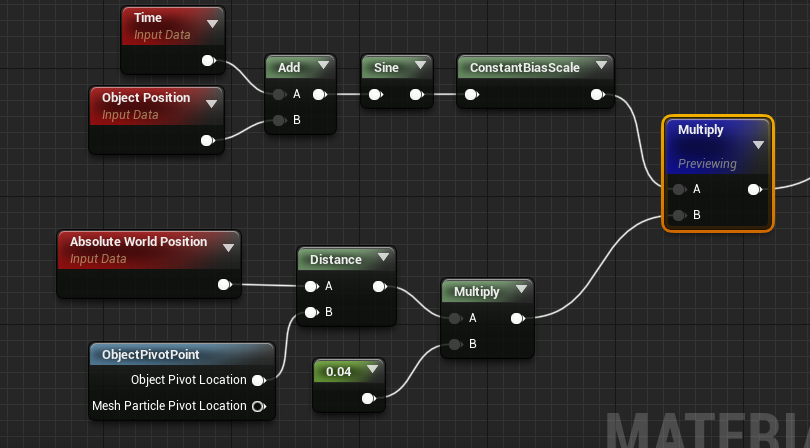 Time
Input Data
Object Position
Input Data
Add
A
B
Sine
ConstantBiasScale
Multiply
Previewing
A
B
Absolute World Position
Input Data
Distance
A
B
Multiply
A
B
ObjectPivotPoint
Object Pivot Location
Mesh Particle Pivot Location
0.04